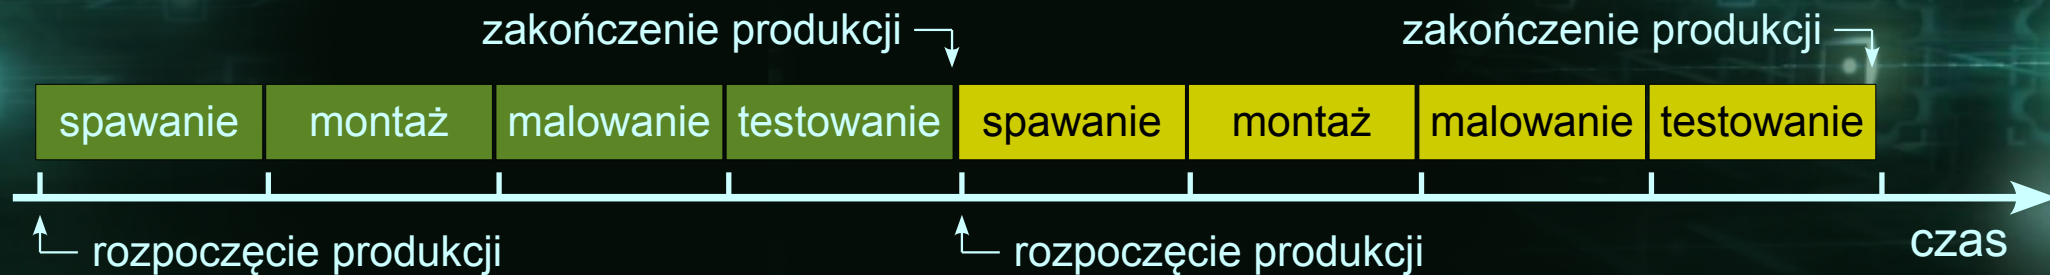 zakończenie produkcji zakończenie produkcji
spawanie montaż malowanie testowanie spawanie montaż malowanie testowanie
rozpoczęcie produkcji rozpoczęcie produkcji czas